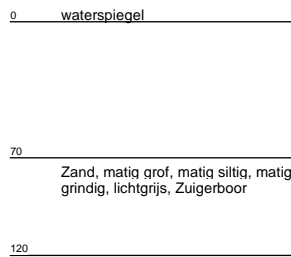 0 waterspiegel
70
Zand, matig grof, matig siltig, matig
grindig, lichtgrijs, Zuigerboor
120